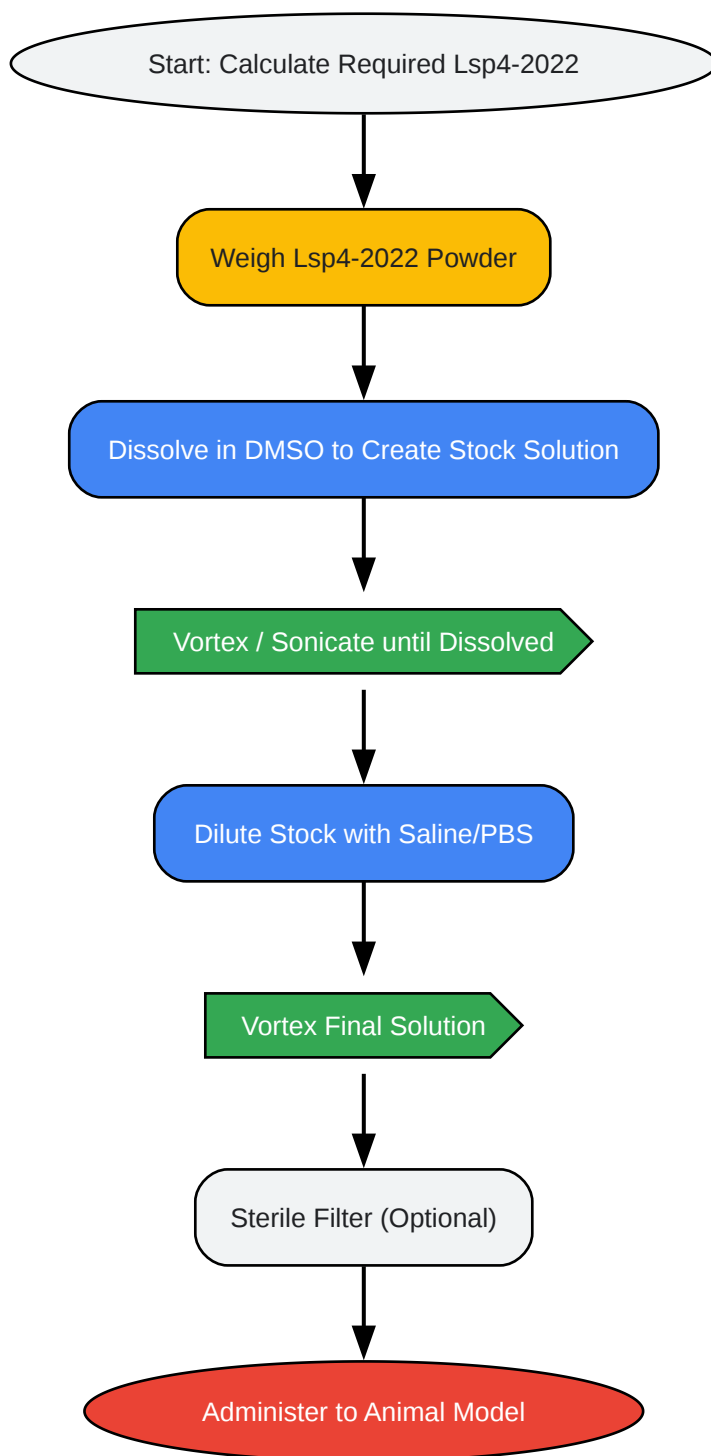 Start: Calculate Required Lsp4-2022
Weigh Lsp4-2022 Powder
Dissolve in DMSO to Create Stock Solution
Vortex / Sonicate until Dissolved
Dilute Stock with Saline/PBS
Vortex Final Solution
Sterile Filter (Optional)
Administer to Animal Model